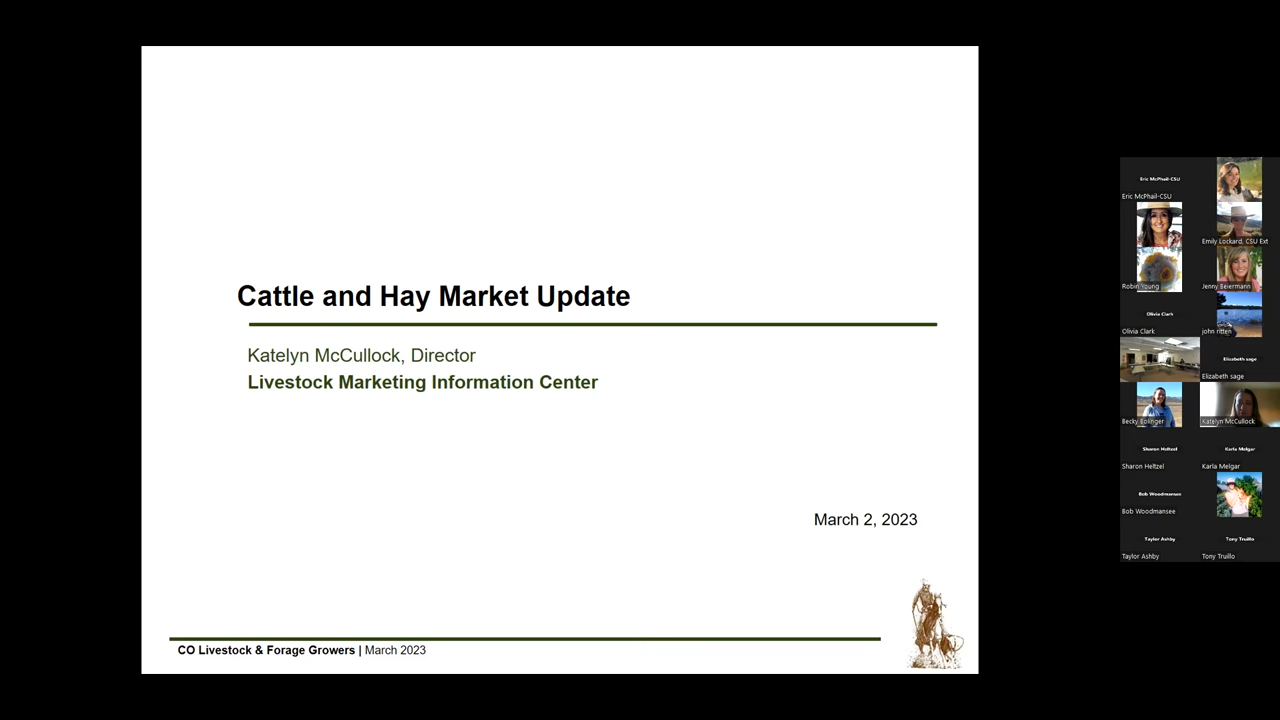 Cattle and Hay Market Update
Katelyn McCullock, Director
Livestock Marketing Information Center
March 2, 2023
CO Livestock & Forage Growers | March 2023
Eric McPhail-CSU
Eric McPhail-CSU
Emily Lockard, CSU Ext
Robin Young
Jenny Beiermann
Olivia Clark
Olivia Clark
john ritten
Elizabeth sage
Elizabeth sage
Becky Bolinger
Katelyn McCullock
Sharon Heltzel
Sharon Heltzel
Karla Melgar
Karla Melgar
Bob Woodmansee
Bob Woodmansee
Taylor Ashby
Taylor Ashby
Tony Truillo
Tony Truillo